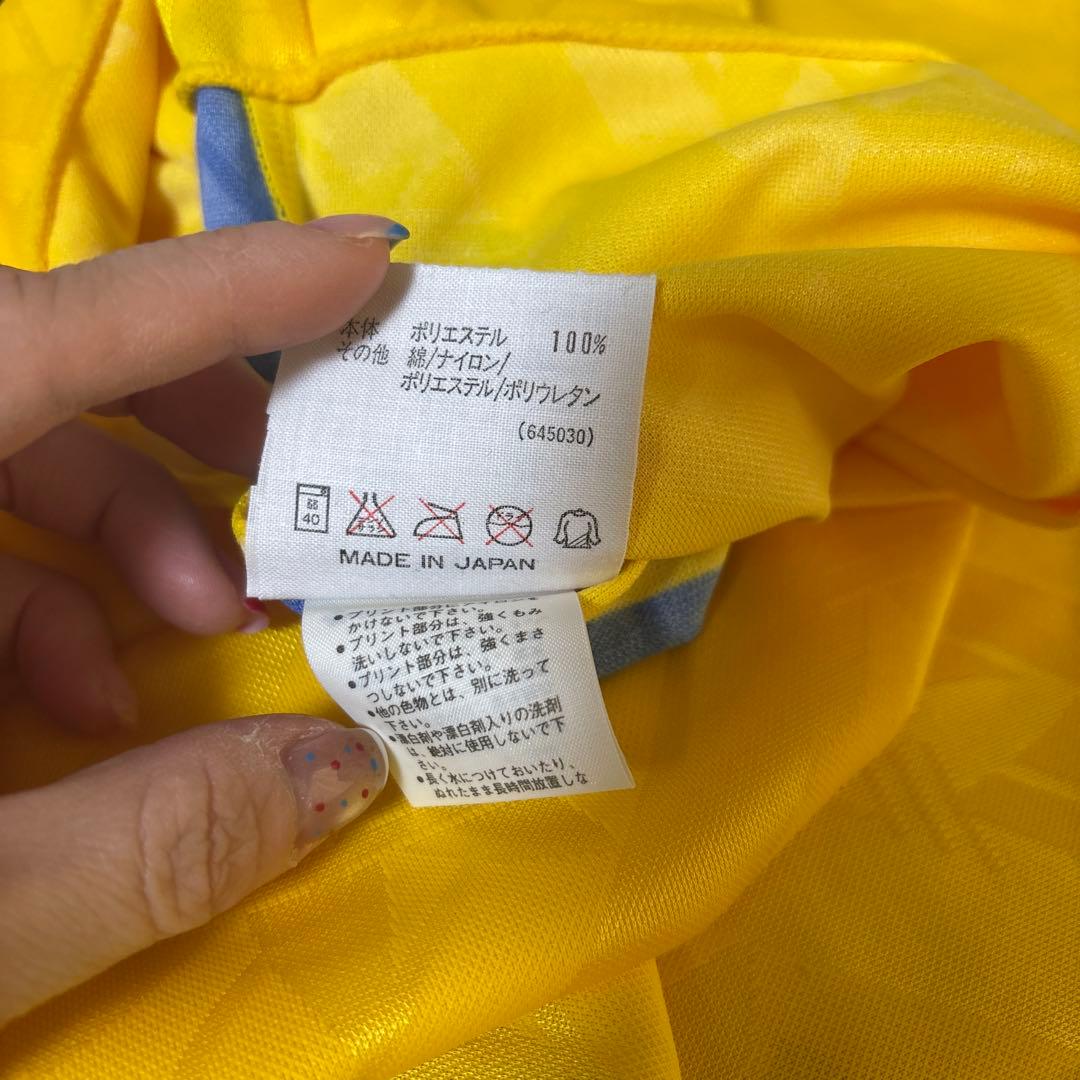 本体 ポリエステル 100%
その他 綿/ナイロン/
ポリエステル/ポリウレタン
(645030)
弱
40
MADE IN JAPAN
かけないで下さい。
●プリント部分は、強くもみ
洗いしないで下さい。
●プリント部分は、強くまさ
つしないで下さい。
●他の色物とは、別に洗って
下さい。
●漂白剤や漂白剤入りの洗剤
は、絶対に使用しないで下
さい。
●長く水につけておいたり、
ぬれたまま長時間放置しな